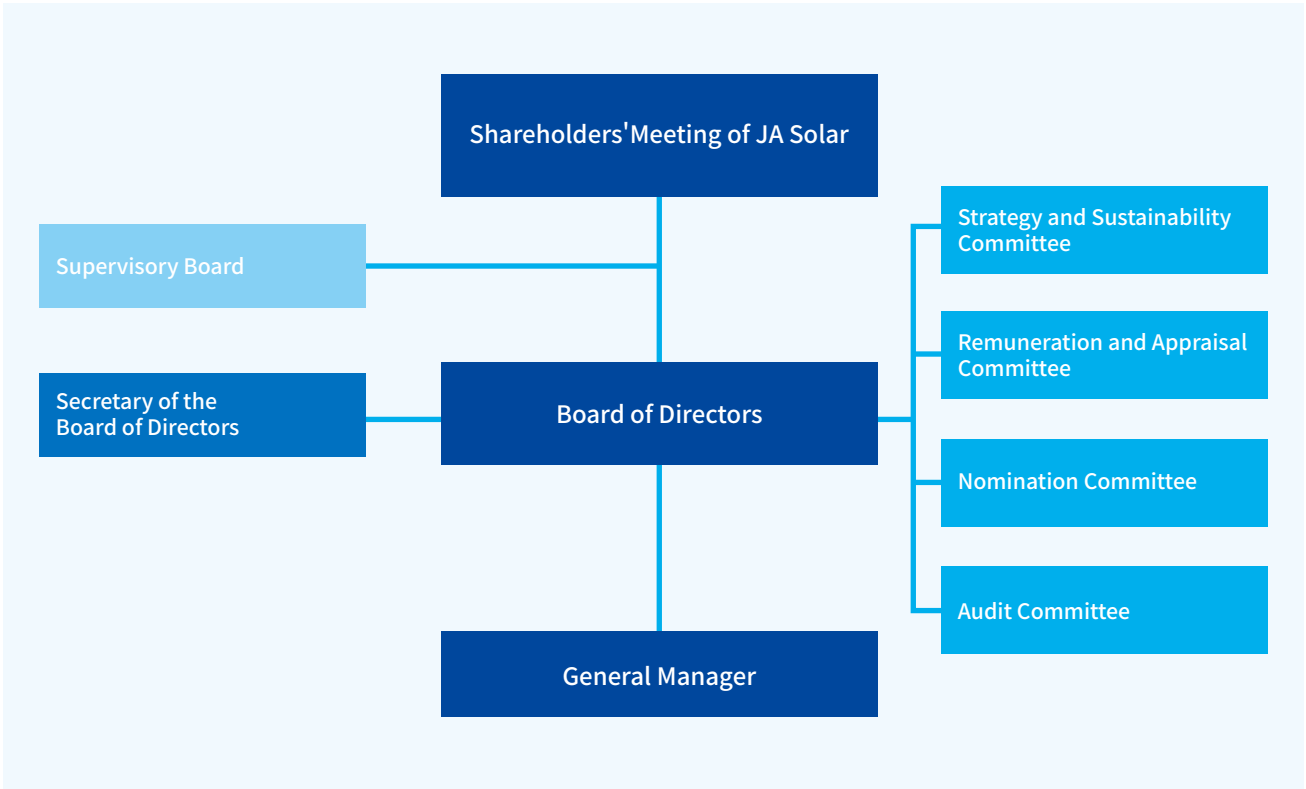 Shareholders'Meeting of JA Solar
Supervisory Board
Secretary of the
Board of Directors
Board of Directors
General Manager
Strategy and Sustainability
Committee
Remuneration and Appraisal
Committee
Nomination Committee
Audit Committee